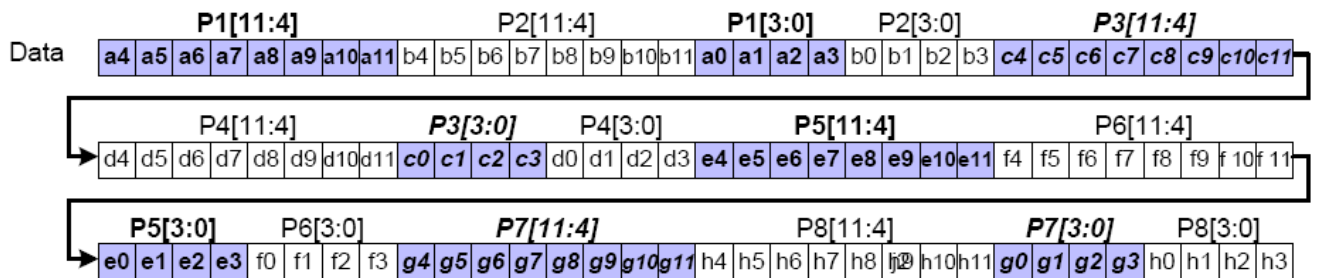 P1[11:4] P2[11:4] P1[3:0] P2[3:0] P3[11:4]
Data a4 a5 a6 a7 a8 a9 a10 a11 b4 b5 b6 b7 b8 b9 b10 b11 a0 a1 a2 a3 b0 b1 b2 b3 c4 c5 c6 c7 c8 c9 c10 c11
P4[11:4] P3[3:0] P4[3:0] P5[11:4] P6[11:4]
d4 d5 d6 d7 d8 d9 d10 d11 c0 c1 c2 c3 d0 d1 d2 d3 e4 e5 e6 e7 e8 e9 e10 e11 f4 f5 f6 f7 f8 f9 f 10 f 11
P5[3:0] P6[3:0] P7[11:4] P8[11:4] P7[3:0] P8[3:0]
e0 e1 e2 e3 f0 f1 f2 f3 g4 g5 g6 g7 g8 g9 g10 g11 h4 h5 h6 h7 h8 h10 h11 g0 g1 g2 g3 h0 h1 h2 h3